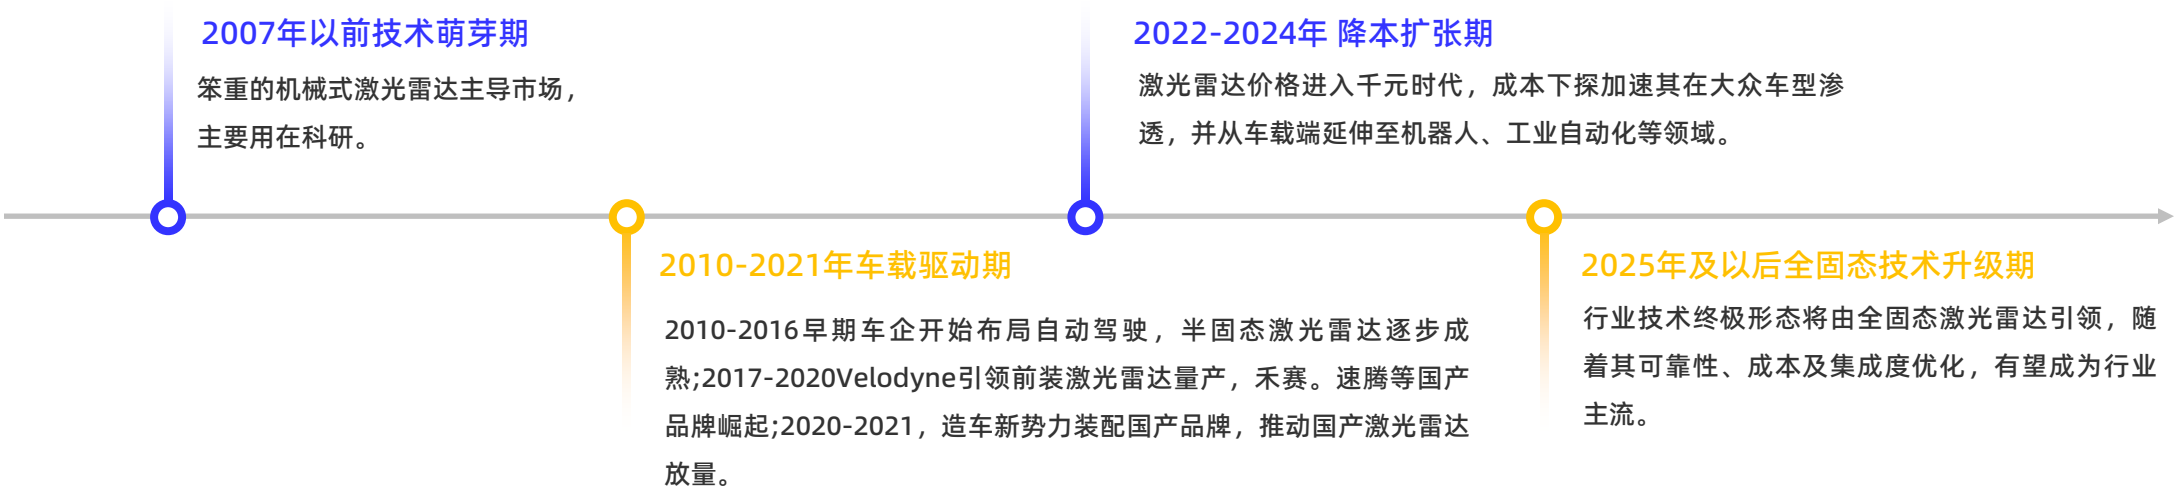 2007年以前技术萌芽期
笨重的机械式激光雷达主导市场，
主要用在科研。
2010-2021年车载驱动期
2010-2016早期车企开始布局自动驾驶，半固态激光雷达逐步成
熟;2017-2020Velodyne引领前装激光雷达量产，禾赛。速腾等国产
品牌崛起;2020-2021，造车新势力装配国产品牌，推动国产激光雷达
放量。
2022-2024年 降本扩张期
激光雷达价格进入千元时代，成本下探加速其在大众车型渗
透，并从车载端延伸至机器人、工业自动化等领域。
2025年及以后全固态技术升级期
行业技术终极形态将由全固态激光雷达引领，随
着其可靠性、成本及集成度优化，有望成为行业
主流。